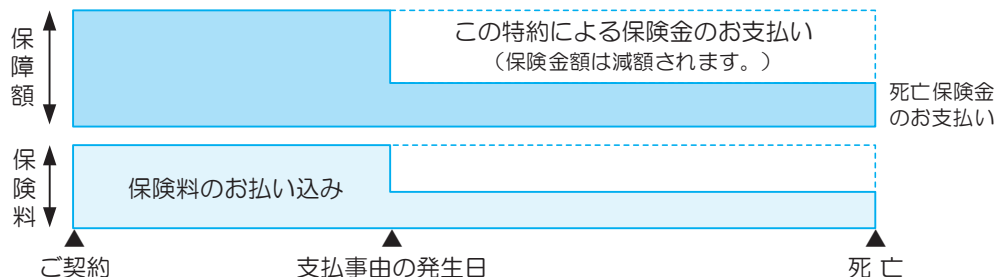 保障額
この特約による保険金のお支払い
（保険金額は減額されます。）
死亡保険金
のお支払い
保険料
保険料のお払い込み
ご契約
支払事由の発生日
死 亡